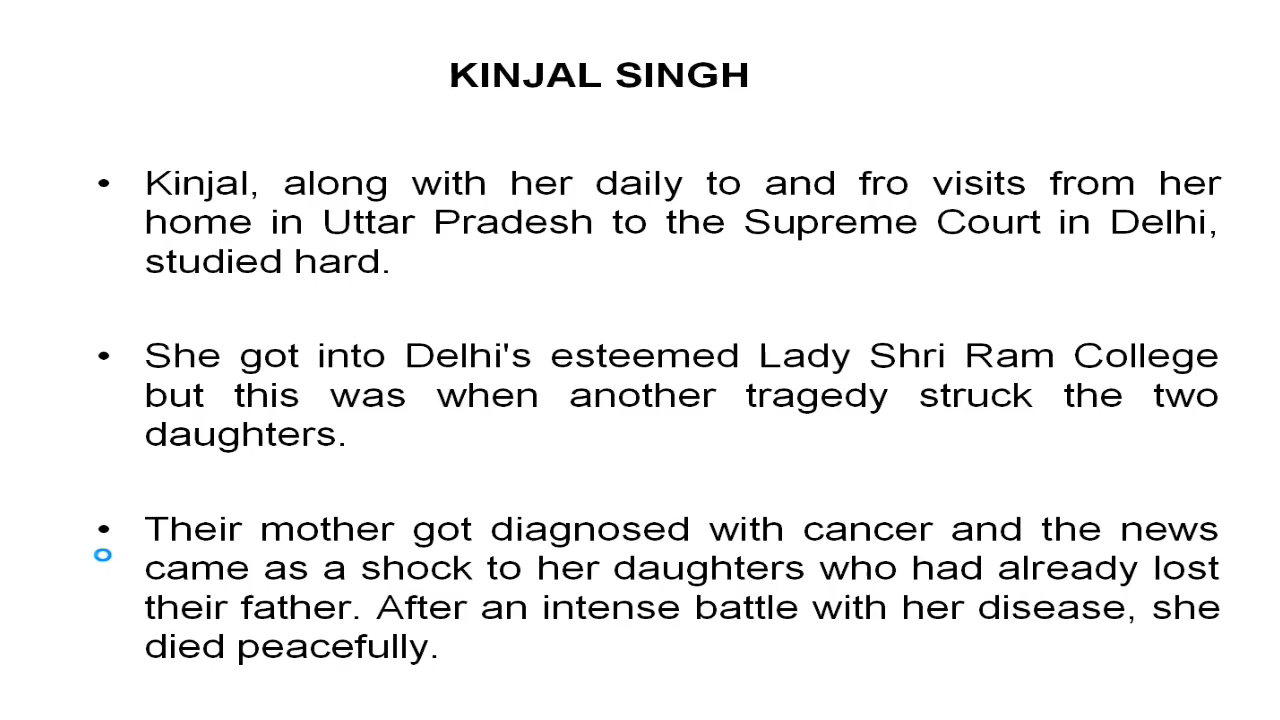 KINJAL SINGH
• Kinjal, along with her daily to and fro visits from her
home in Uttar Pradesh to the Supreme Court in Delhi,
studied hard.
• She got into Delhi's esteemed Lady Shri Ram College
but this was when another tragedy struck the two
daughters.
• Their mother got diagnosed with cancer and the news
came as a shock to her daughters who had already lost
their father. After an intense battle with her disease, she
died peacefully.